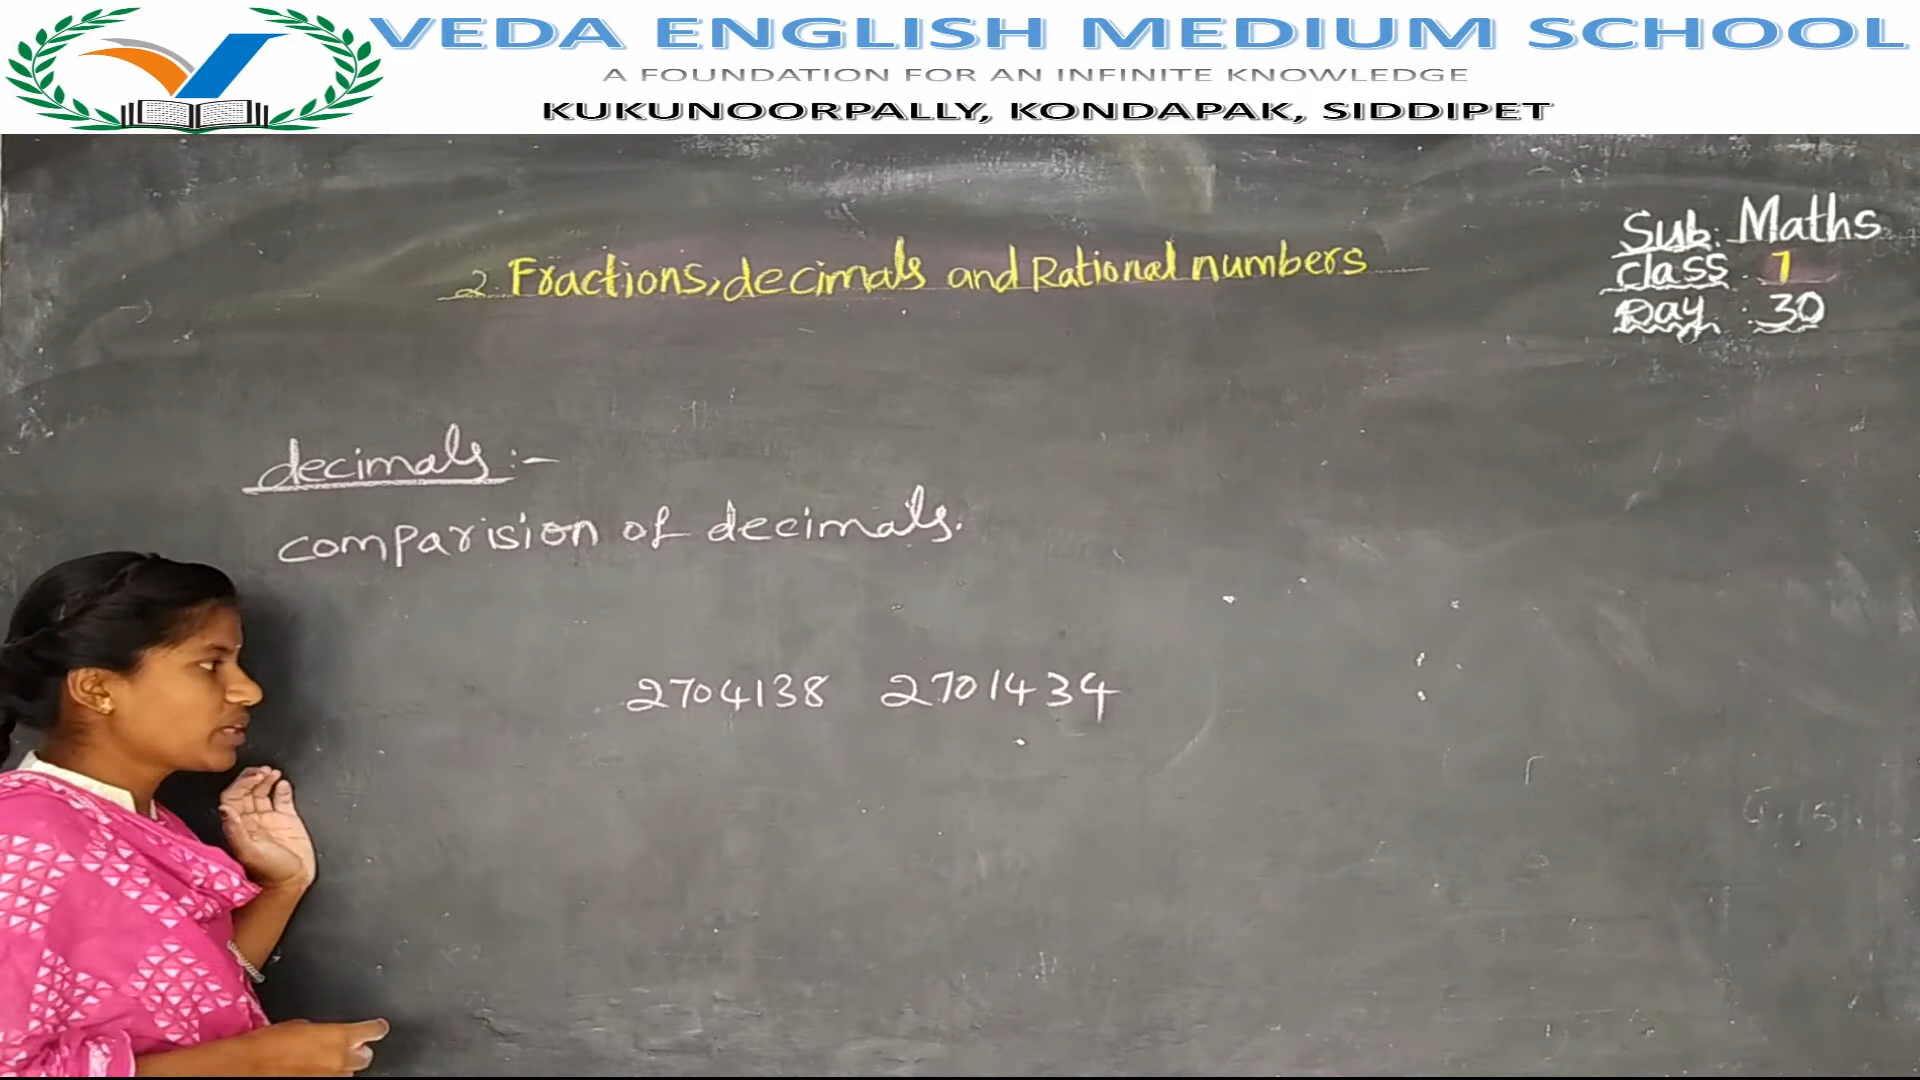 VEDA ENGLISH MEDIUM SCHOOL
A FOUNDATION FOR AN INFINITE KNOWLEDGE
KUKUNOORPALLY, KONDAPAK, SIDDIPET
Sub: Maths
class : 7
Day : 30
2. Fractions, decimals and Rational numbers
decimals :-
comparision of decimals.
2704138 2701434